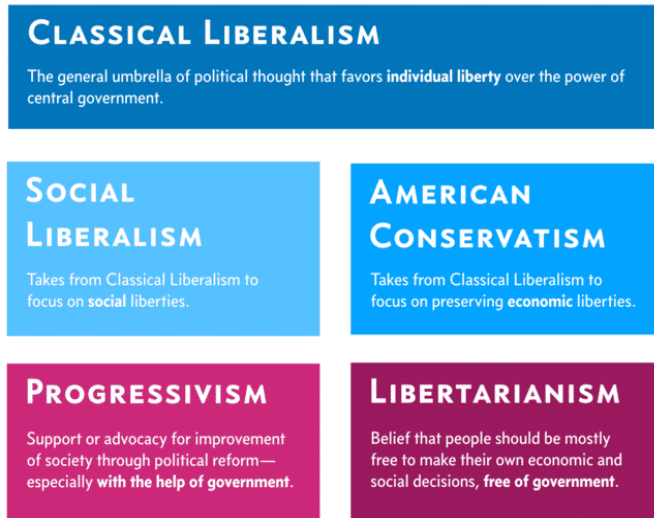 CLASSICAL LIBERALISM
The general umbrella of political thought that favors individual liberty over the power of
central government.
SOCIAL
LIBERALISM
Takes from Classical Liberalism to
focus on social liberties.
AMERICAN
CONSERVATISM
Takes from Classical Liberalism to
focus on preserving economic liberties.
PROGRESSIVISM
Support or advocacy for improvement
of society through political reform—
especially with the help of government.
LIBERTARIANISM
Belief that people should be mostly
free to make their own economic and
social decisions, free of government.